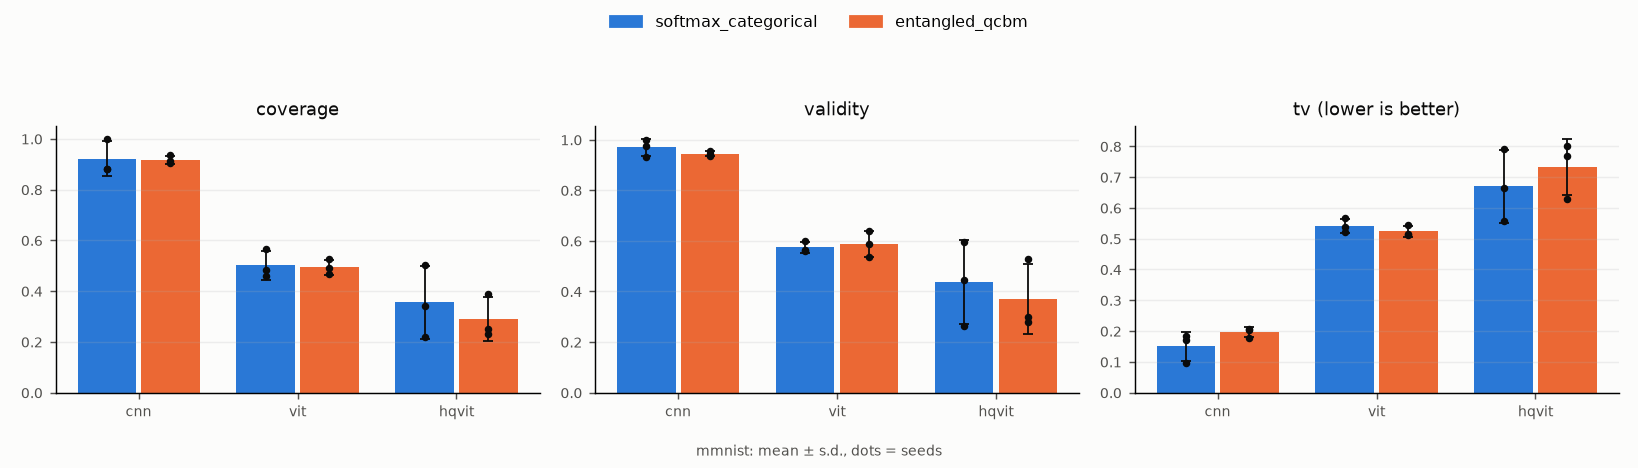 softmax_categorical entangled_qcbm
coverage
1.0
0.8
0.6
0.4
0.2
0.0
cnn vit hqvit
validity
1.0
0.8
0.6
0.4
0.2
0.0
cnn vit hqvit
tv (lower is better)
0.8
0.7
0.6
0.5
0.4
0.3
0.2
0.1
0.0
cnn vit hqvit
mmnist: mean ± s.d., dots = seeds